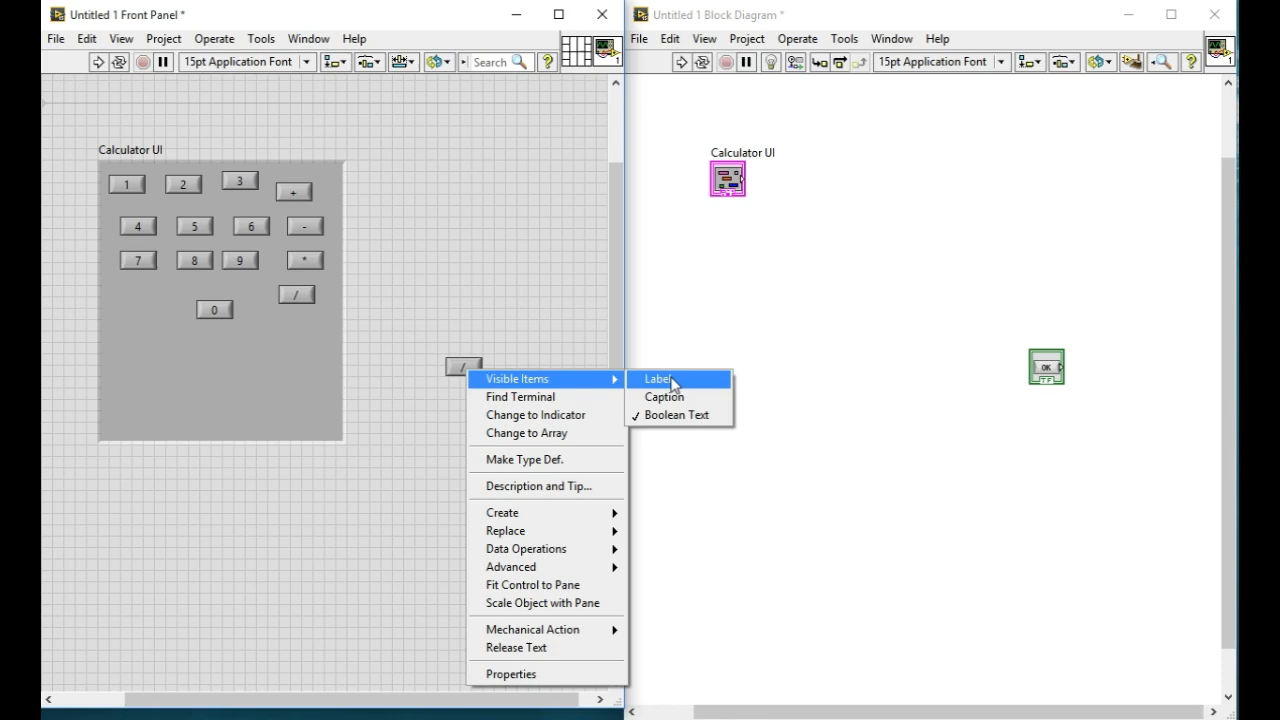 Untitled 1 Front Panel *
File Edit View Project Operate Tools Window Help
15pt Application Font
Search
?
1
Calculator UI
1 2 3 +
4 5 6 -
7 8 9 *
0 /
/
Visible Items
Find Terminal
Change to Indicator
Change to Array
Make Type Def.
Description and Tip...
Create
Replace
Data Operations
Advanced
Fit Control to Pane
Scale Object with Pane
Mechanical Action
Release Text
Properties
Label
Caption
✓ Boolean Text
Untitled 1 Block Diagram *
File Edit View Project Operate Tools Window Help
15pt Application Font
?
1
Calculator UI
OK
TF